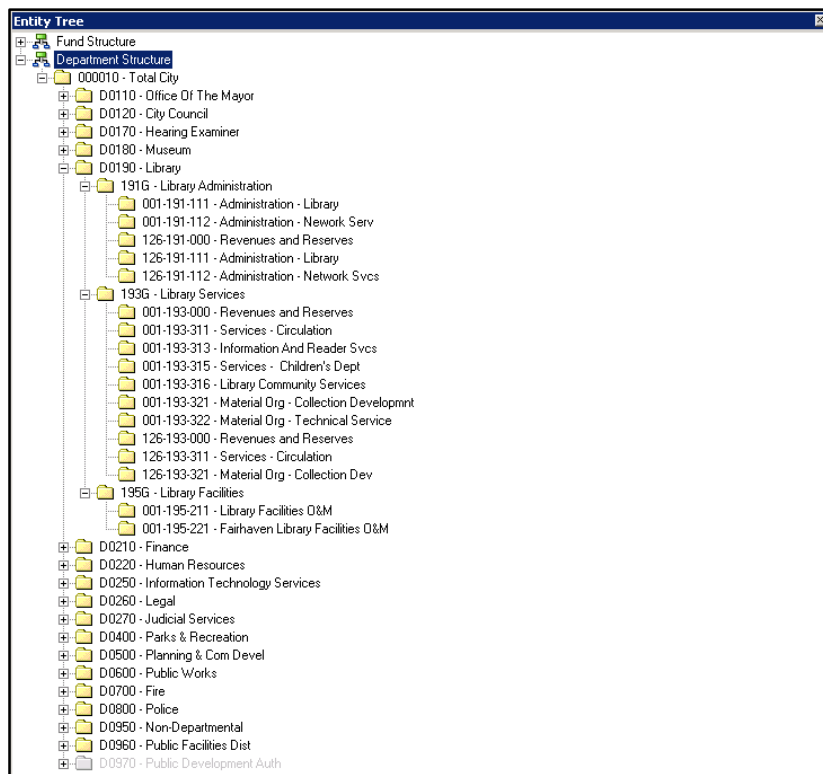 Entity Tree
Fund Structure
Department Structure
000010 - Total City
D0110 - Office Of The Mayor
D0120 - City Council
D0170 - Hearing Examiner
D0180 - Museum
D0190 - Library
191G - Library Administration
001-191-111 - Administration - Library
001-191-112 - Administration - Nework Serv
126-191-000 - Revenues and Reserves
126-191-111 - Administration - Library
126-191-112 - Administration - Network Svcs
193G - Library Services
001-193-000 - Revenues and Reserves
001-193-311 - Services - Circulation
001-193-313 - Information And Reader Svcs
001-193-315 - Services -  Children's Dept
001-193-316 - Library Community Services
001-193-321 - Material Org - Collection Developmnt
001-193-322 - Material Org - Technical Service
126-193-000 - Revenues and Reserves
126-193-311 - Services - Circulation
126-193-321 - Material Org - Collection Dev
195G - Library Facilities
001-195-211 - Library Facilities O&M
001-195-221 - Fairhaven Library Facilities O&M
D0210 - Finance
D0220 - Human Resources
D0250 - Information Technology Services
D0260 - Legal
D0270 - Judicial Services
D0400 - Parks & Recreation
D0500 - Planning & Com Devel
D0600 - Public Works
D0700 - Fire
D0800 - Police
D0950 - Non-Departmental
D0960 - Public Facilities Dist
D0970 - Public Development Auth